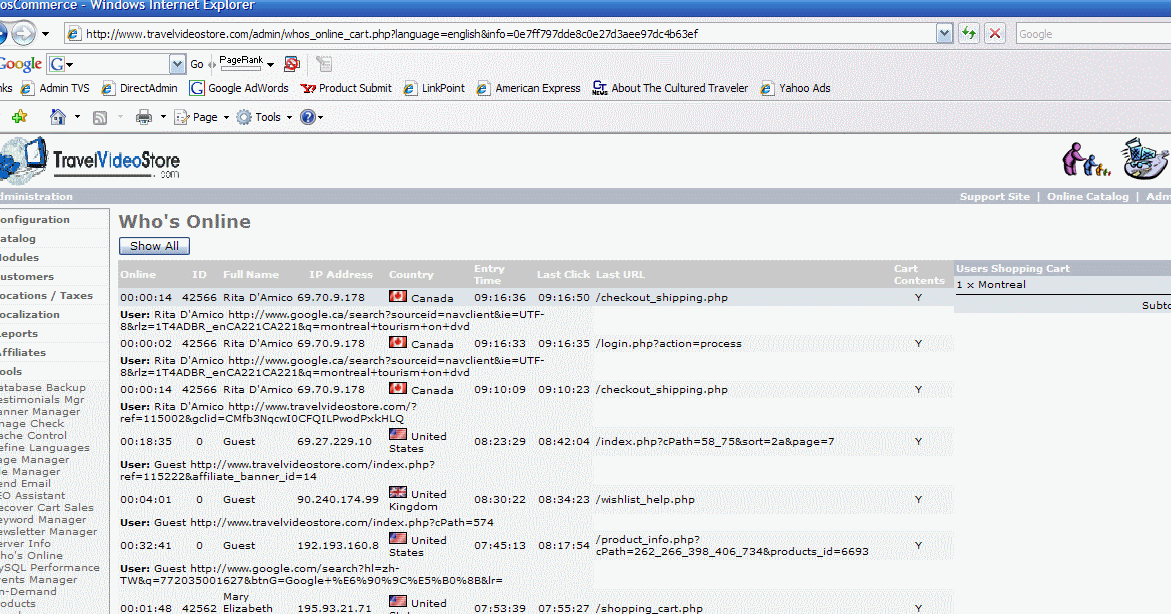 osCommerce - Windows Internet Explorer
http://www.travelvideostore.com/admin/whos_online_cart.php?language=english&info=0e7ff797dde8c0e27d3aee97dc4b63ef
Google
Google G Go PageRank
nks Admin TVS DirectAdmin Google AdWords Product Submit LinkPoint American Express About The Cultured Traveler Yahoo Ads
Page Tools
TravelVideoStore
.com
dministration Support Site | Online Catalog | Adm
onfiguration
atalog
odules
ustomers
ocations / Taxes
ocalization
eports
ffiliates
ools
atabase Backup
estimonials Mgr
anner Manager
mage Check
ache Control
efine Languages
age Manager
le Manager
end Email
EO Assistant
ecover Cart Sales
eyword Manager
ewsletter Manager
erver Info
ho's Online
ySQL Performance
vents Manager
n-Demand
oducts
Who's Online
Show All
Online ID Full Name IP Address Country Entry Time Last Click Last URL Cart Contents
00:00:14 42566 Rita D'Amico 69.70.9.178 Canada 09:16:36 09:16:50 /checkout_shipping.php Y
User: Rita D'Amico http://www.google.ca/search?sourceid=navclient&ie=UTF-
8&rlz=1T4ADBR_enCA221CA221&q=montreal+tourism+on+dvd
00:00:02 42566 Rita D'Amico 69.70.9.178 Canada 09:16:33 09:16:35 /login.php?action=process Y
User: Rita D'Amico http://www.google.ca/search?sourceid=navclient&ie=UTF-
8&rlz=1T4ADBR_enCA221CA221&q=montreal+tourism+on+dvd
00:00:14 42566 Rita D'Amico 69.70.9.178 Canada 09:10:09 09:10:23 /checkout_shipping.php Y
User: Rita D'Amico http://www.travelvideostore.com/?
ref=115002&gclid=CMfb3NqcwI0CFQILPwodPxkHLQ
00:18:35 0 Guest 69.27.229.10 United States 08:23:29 08:42:04 /index.php?cPath=58_75&sort=2a&page=7 Y
User: Guest http://www.travelvideostore.com/index.php?
ref=115222&affiliate_banner_id=14
00:04:01 0 Guest 90.240.174.99 United Kingdom 08:30:22 08:34:23 /wishlist_help.php Y
User: Guest http://www.travelvideostore.com/index.php?cPath=574
00:32:41 0 Guest 192.193.160.8 United States 07:45:13 08:17:54 /product_info.php?
cPath=262_266_398_406_734&products_id=6693 Y
User: Guest http://www.google.com/search?hl=zh-
TW&q=772035001627&btnG=Google+%E6%90%9C%E5%B0%8B&lr=
00:01:48 42562 Mary Elizabeth 195.93.21.71 United 07:53:39 07:55:27 /shopping_cart.php Y
Users Shopping Cart
1 x Montreal
Subto